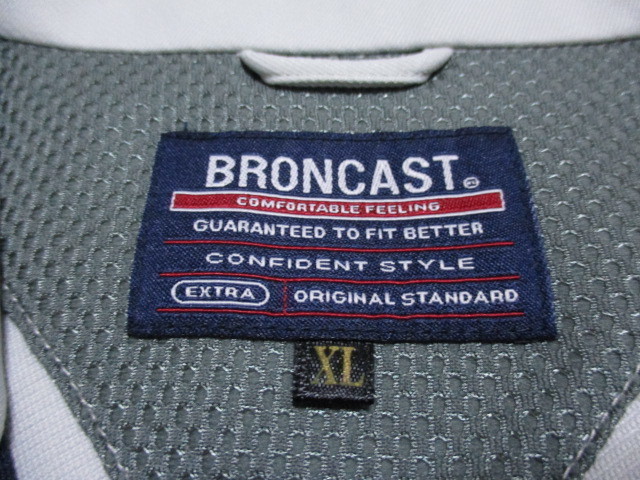 BRONCAST®
COMFORTABLE FEELING
GUARANTEED TO FIT BETTER
CONFIDENT STYLE
EXTRA ORIGINAL STANDARD
XL